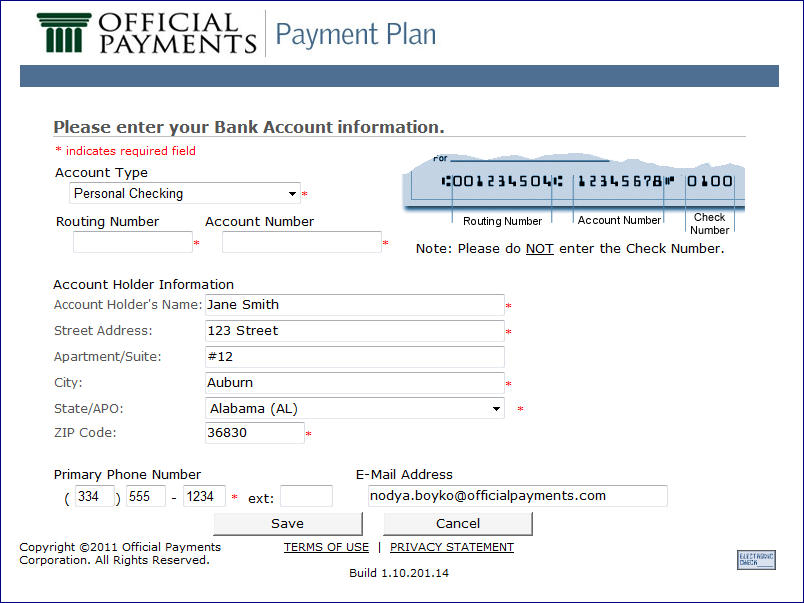 OFFICIAL
PAYMENTS
Payment Plan
Please enter your Bank Account information.
* indicates required field
Account Type
Personal Checking *
For
⑆001234504⑆ 12345678⑈ 0100
Routing Number Account Number Check
Number
Routing Number Account Number
* *
Note: Please do NOT enter the Check Number.
Account Holder Information
Account Holder's Name: Jane Smith *
Street Address: 123 Street *
Apartment/Suite: #12
City: Auburn *
State/APO: Alabama (AL) *
ZIP Code: 36830 *
Primary Phone Number E-Mail Address
( 334 ) 555 - 1234 * ext: nodya.boyko@officialpayments.com
Save Cancel
Copyright ©2011 Official Payments
Corporation. All Rights Reserved.
TERMS OF USE | PRIVACY STATEMENT
Build 1.10.201.14
ELECTRONIC
CHECK